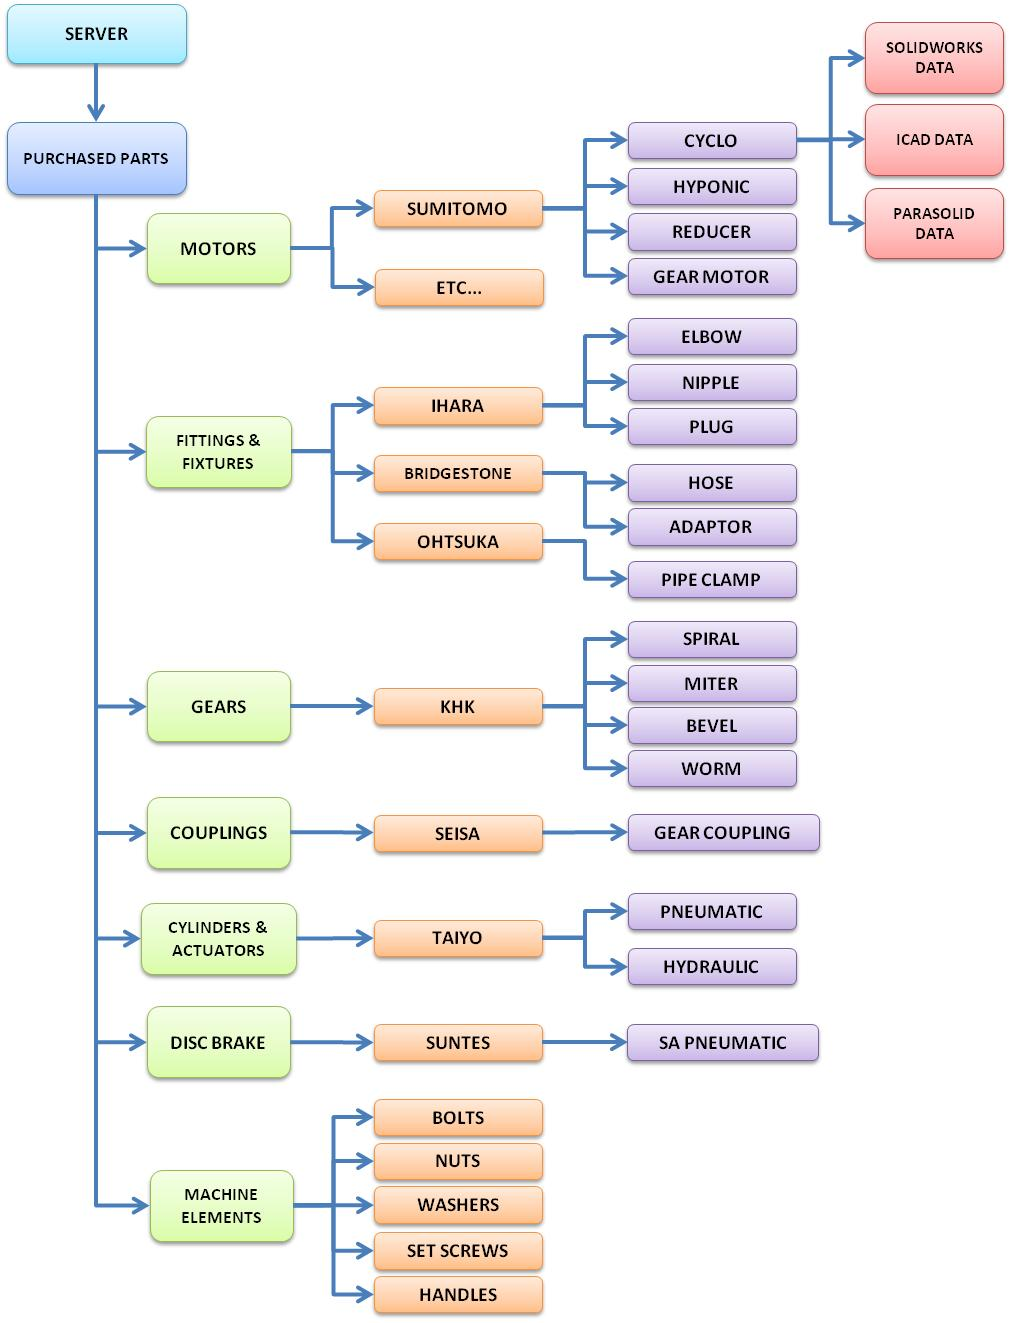 SERVER
PURCHASED PARTS
MOTORS
SUMITOMO
CYCLO
SOLIDWORKS
DATA
ICAD DATA
PARASOLID
DATA
HYPONIC
REDUCER
GEAR MOTOR
ETC...
FITTINGS &
FIXTURES
IHARA
ELBOW
NIPPLE
PLUG
BRIDGESTONE
HOSE
ADAPTOR
OHTSUKA
PIPE CLAMP
GEARS
KHK
SPIRAL
MITER
BEVEL
WORM
COUPLINGS
SEISA
GEAR COUPLING
CYLINDERS &
ACTUATORS
TAIYO
PNEUMATIC
HYDRAULIC
DISC BRAKE
SUNTES
SA PNEUMATIC
MACHINE
ELEMENTS
BOLTS
NUTS
WASHERS
SET SCREWS
HANDLES